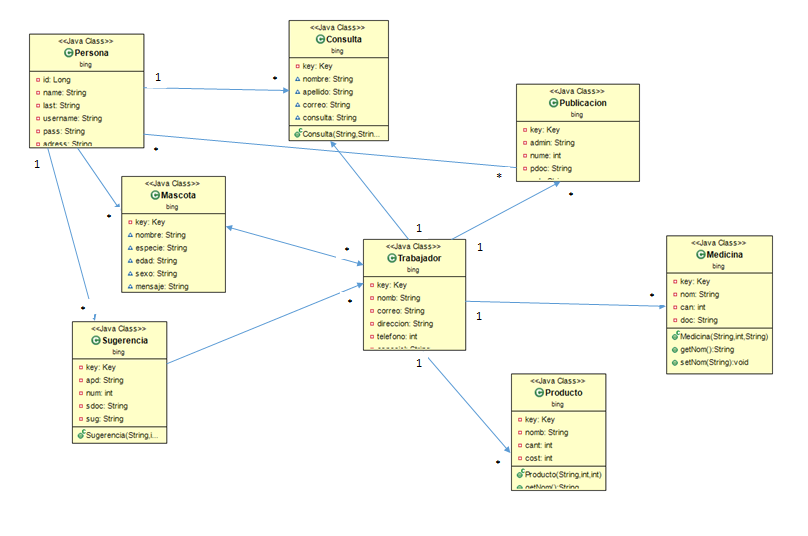 <<Java Class>>
Persona
bing
id: Long
name: String
last: String
username: String
pass: String
adress: String
1
*
<<Java Class>>
Consulta
bing
key: Key
nombre: String
apellido: String
correo: String
consulta: String
Consulta(String,Strin...
<<Java Class>>
Publicacion
bing
key: Key
admin: String
nume: int
pdoc: String
*
*
*
1
1
<<Java Class>>
Mascota
bing
key: Key
nombre: String
especie: String
edad: String
sexo: String
mensaje: String
*
1
*
<<Java Class>>
Trabajador
bing
key: Key
nomb: String
correo: String
direccion: String
telefono: int
*
1
*
<<Java Class>>
Medicina
bing
key: Key
nom: String
can: int
doc: String
Medicina(String,int,String)
getNom():String
setNom(String):void
*
<<Java Class>>
Sugerencia
bing
key: Key
apd: String
num: int
sdoc: String
sug: String
Sugerencia(String,i...
1
*
<<Java Class>>
Producto
bing
key: Key
nomb: String
cant: int
cost: int
Producto(String,int,int)
getNom():String